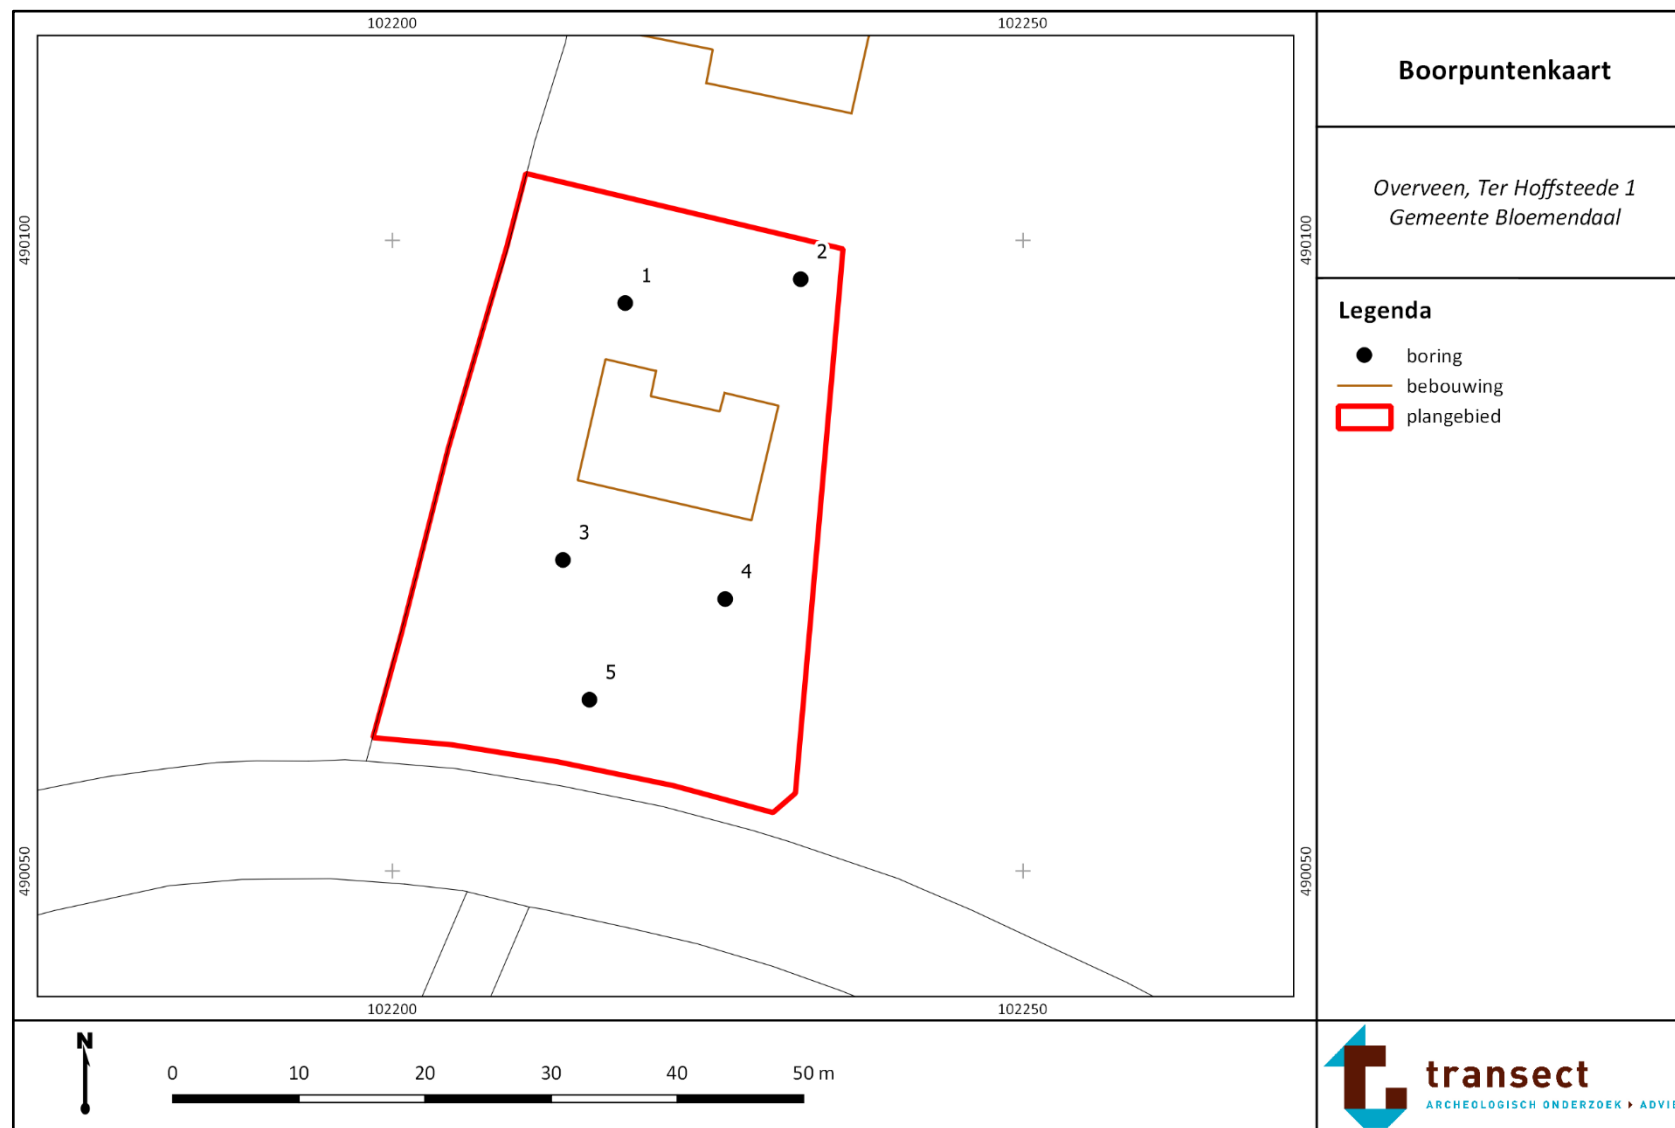 102200
102250
Boorpuntenkaart
Overveen, Ter Hoffsteede 1
Gemeente Bloemendaal
490100
490100
2
1
Legenda
boring
bebouwing
plangebied
3
4
5
490050
490050
102200
102250
N
0 10 20 30 40 50 m
transect
ARCHEOLOGISCH ONDERZOEK ADVIE